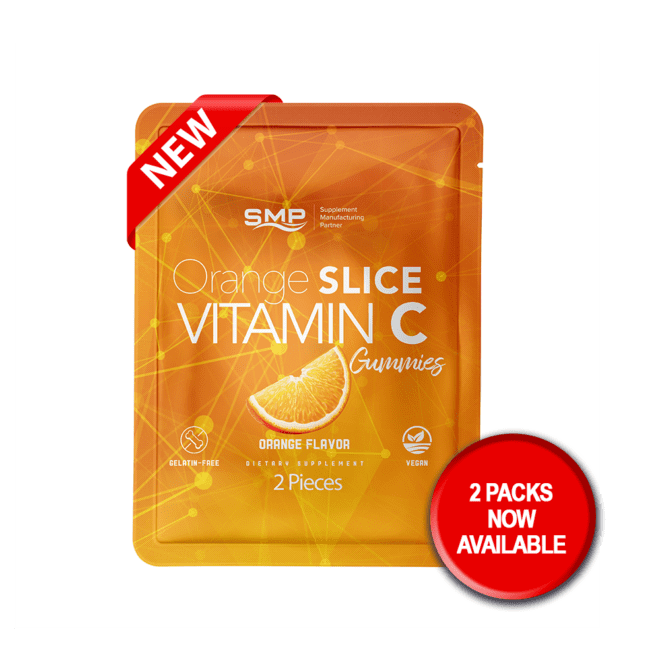 NEW
SMP
Supplement
Manufacturing
Partner
Orange SLICE
VITAMIN C
Gummies
ORANGE FLAVOR
GELATIN-FREE
DIETARY SUPPLEMENT
VEGAN
2 Pieces
2 PACKS
NOW
AVAILABLE